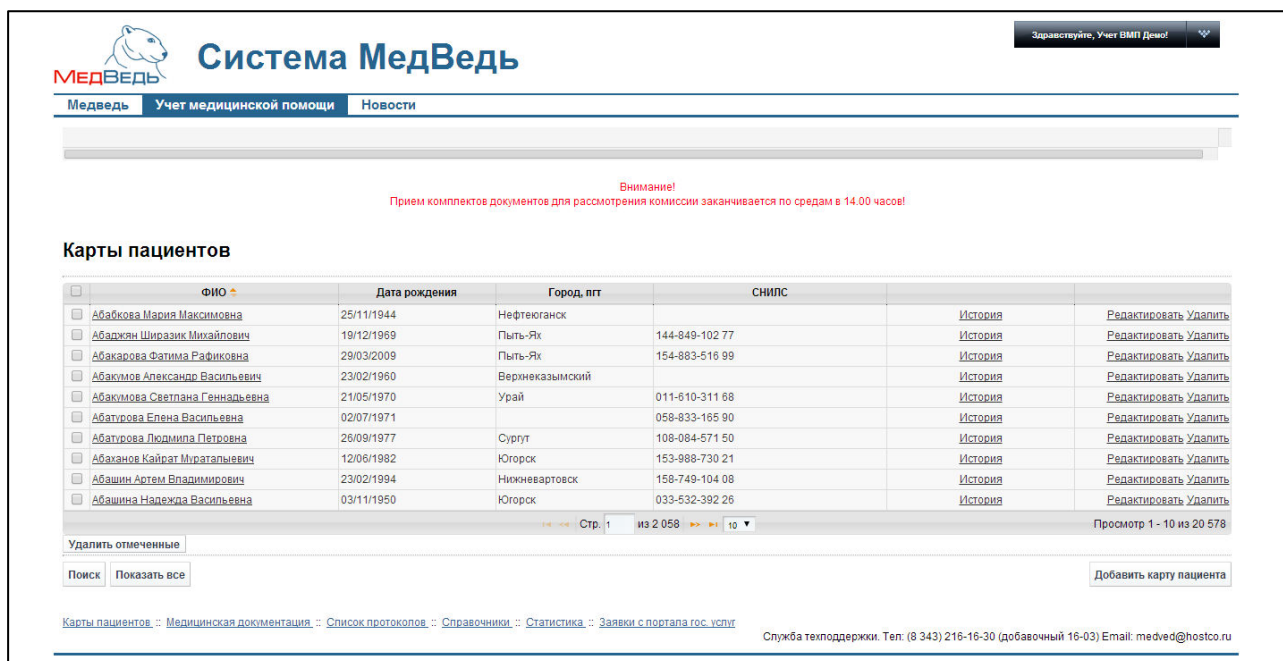 Здравствуйте, Учет ВМП Демо!
МЕДВЕДЬ
Система МедВедь
Медведь Учет медицинской помощи Новости
Внимание!
Прием комплектов документов для рассмотрения комиссии заканчивается по средам в 14.00 часов!
Карты пациентов
ФИО Дата рождения Город, пгт СНИЛС
Абабкова Мария Максимовна 25/11/1944 Нефтеюганск История Редактировать Удалить
Абаджян Ширазик Михайлович 19/12/1969 Пыть-Ях 144-849-102 77 История Редактировать Удалить
Абакарова Фатима Рафиковна 29/03/2009 Пыть-Ях 154-883-516 99 История Редактировать Удалить
Абакумов Александр Васильевич 23/02/1960 Верхнеказымский История Редактировать Удалить
Абакумова Светлана Геннадьевна 21/05/1970 Урай 011-610-311 68 История Редактировать Удалить
Абатурова Елена Васильевна 02/07/1971 058-833-165 90 История Редактировать Удалить
Абатурова Людмила Петровна 26/09/1977 Сургут 108-084-571 50 История Редактировать Удалить
Абаханов Кайрат Мураталыевич 12/06/1982 Югорск 153-988-730 21 История Редактировать Удалить
Абашин Артем Владимирович 23/02/1994 Нижневартовск 158-749-104 08 История Редактировать Удалить
Абашина Надежда Васильевна 03/11/1950 Югорск 033-532-392 26 История Редактировать Удалить
Стр. 1 из 2 058 10 Просмотр 1 - 10 из 20 578
Удалить отмеченные
Поиск Показать все Добавить карту пациента
Карты пациентов :: Медицинская документация :: Список протоколов :: Справочники :: Статистика :: Заявки с портала гос. услуг
Служба техподдержки. Тел: (8 343) 216-16-30 (добавочный 16-03) Email: medved@hostco.ru